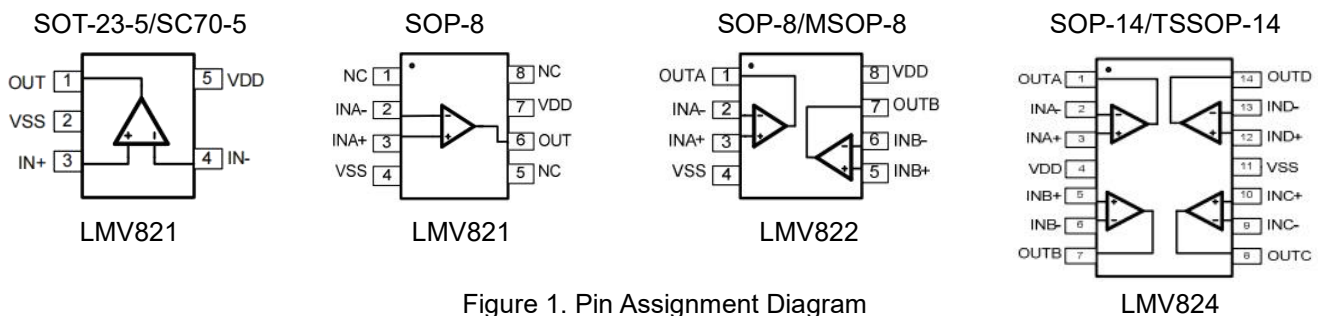 SOT-23-5/SC70-5
SOP-8
SOP-8/MSOP-8
SOP-14/TSSOP-14
OUT 1
5 VDD
VSS 2
IN+ 3
4 IN-
+ -
LMV821
NC 1
8 NC
INA- 2
7 VDD
INA+ 3
6 OUT
VSS 4
5 NC
- +
LMV821
OUTA 1
8 VDD
INA- 2
7 OUTB
INA+ 3
6 INB-
VSS 4
5 INB+
- +
- +
LMV822
OUTA 1
14 OUTD
INA- 2
13 IND-
INA+ 3
12 IND+
VDD 4
11 VSS
INB+ 5
10 INC+
INB- 6
9 INC-
OUTB 7
8 OUTC
- +
- +
+ -
+ -
LMV824
Figure 1. Pin Assignment Diagram